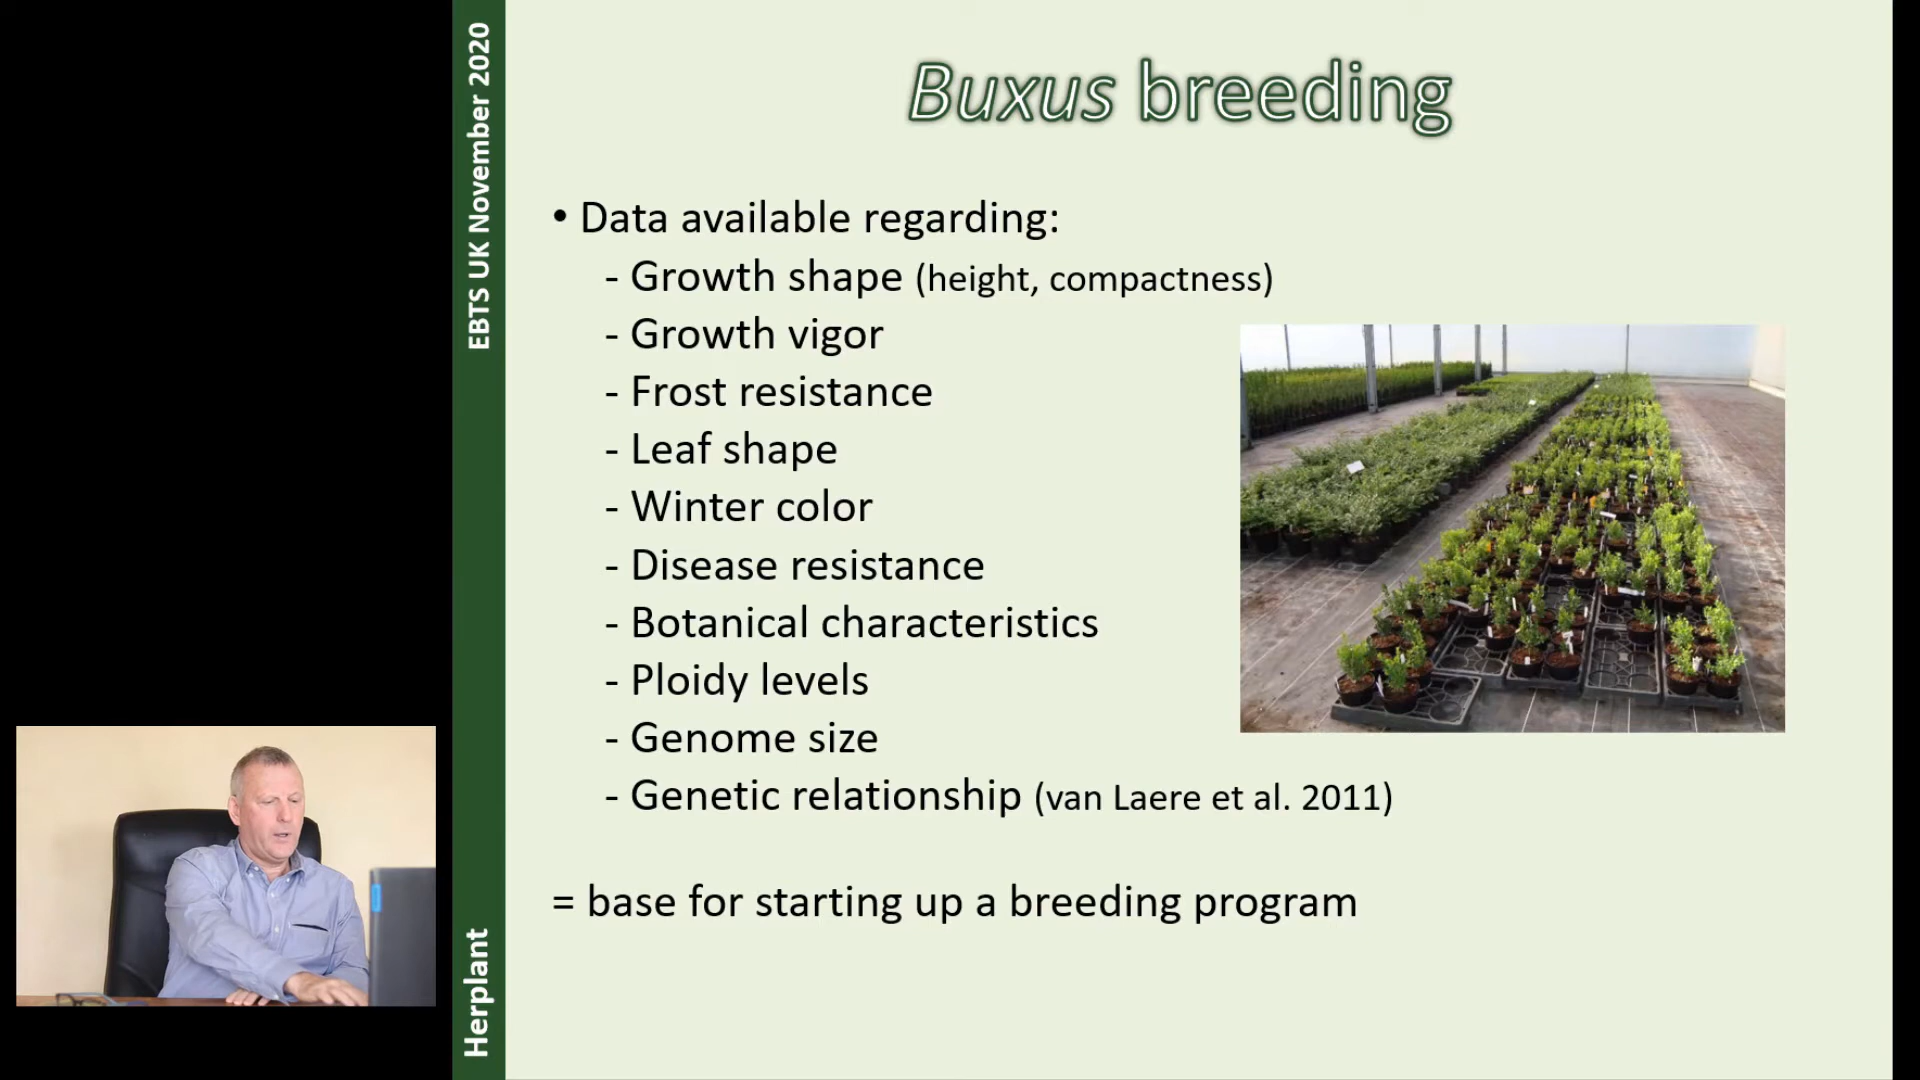 EBTS UK November 2020
Herplant
Buxus breeding
• Data available regarding:
- Growth shape (height, compactness)
- Growth vigor
- Frost resistance
- Leaf shape
- Winter color
- Disease resistance
- Botanical characteristics
- Ploidy levels
- Genome size
- Genetic relationship (van Laere et al. 2011)
= base for starting up a breeding program